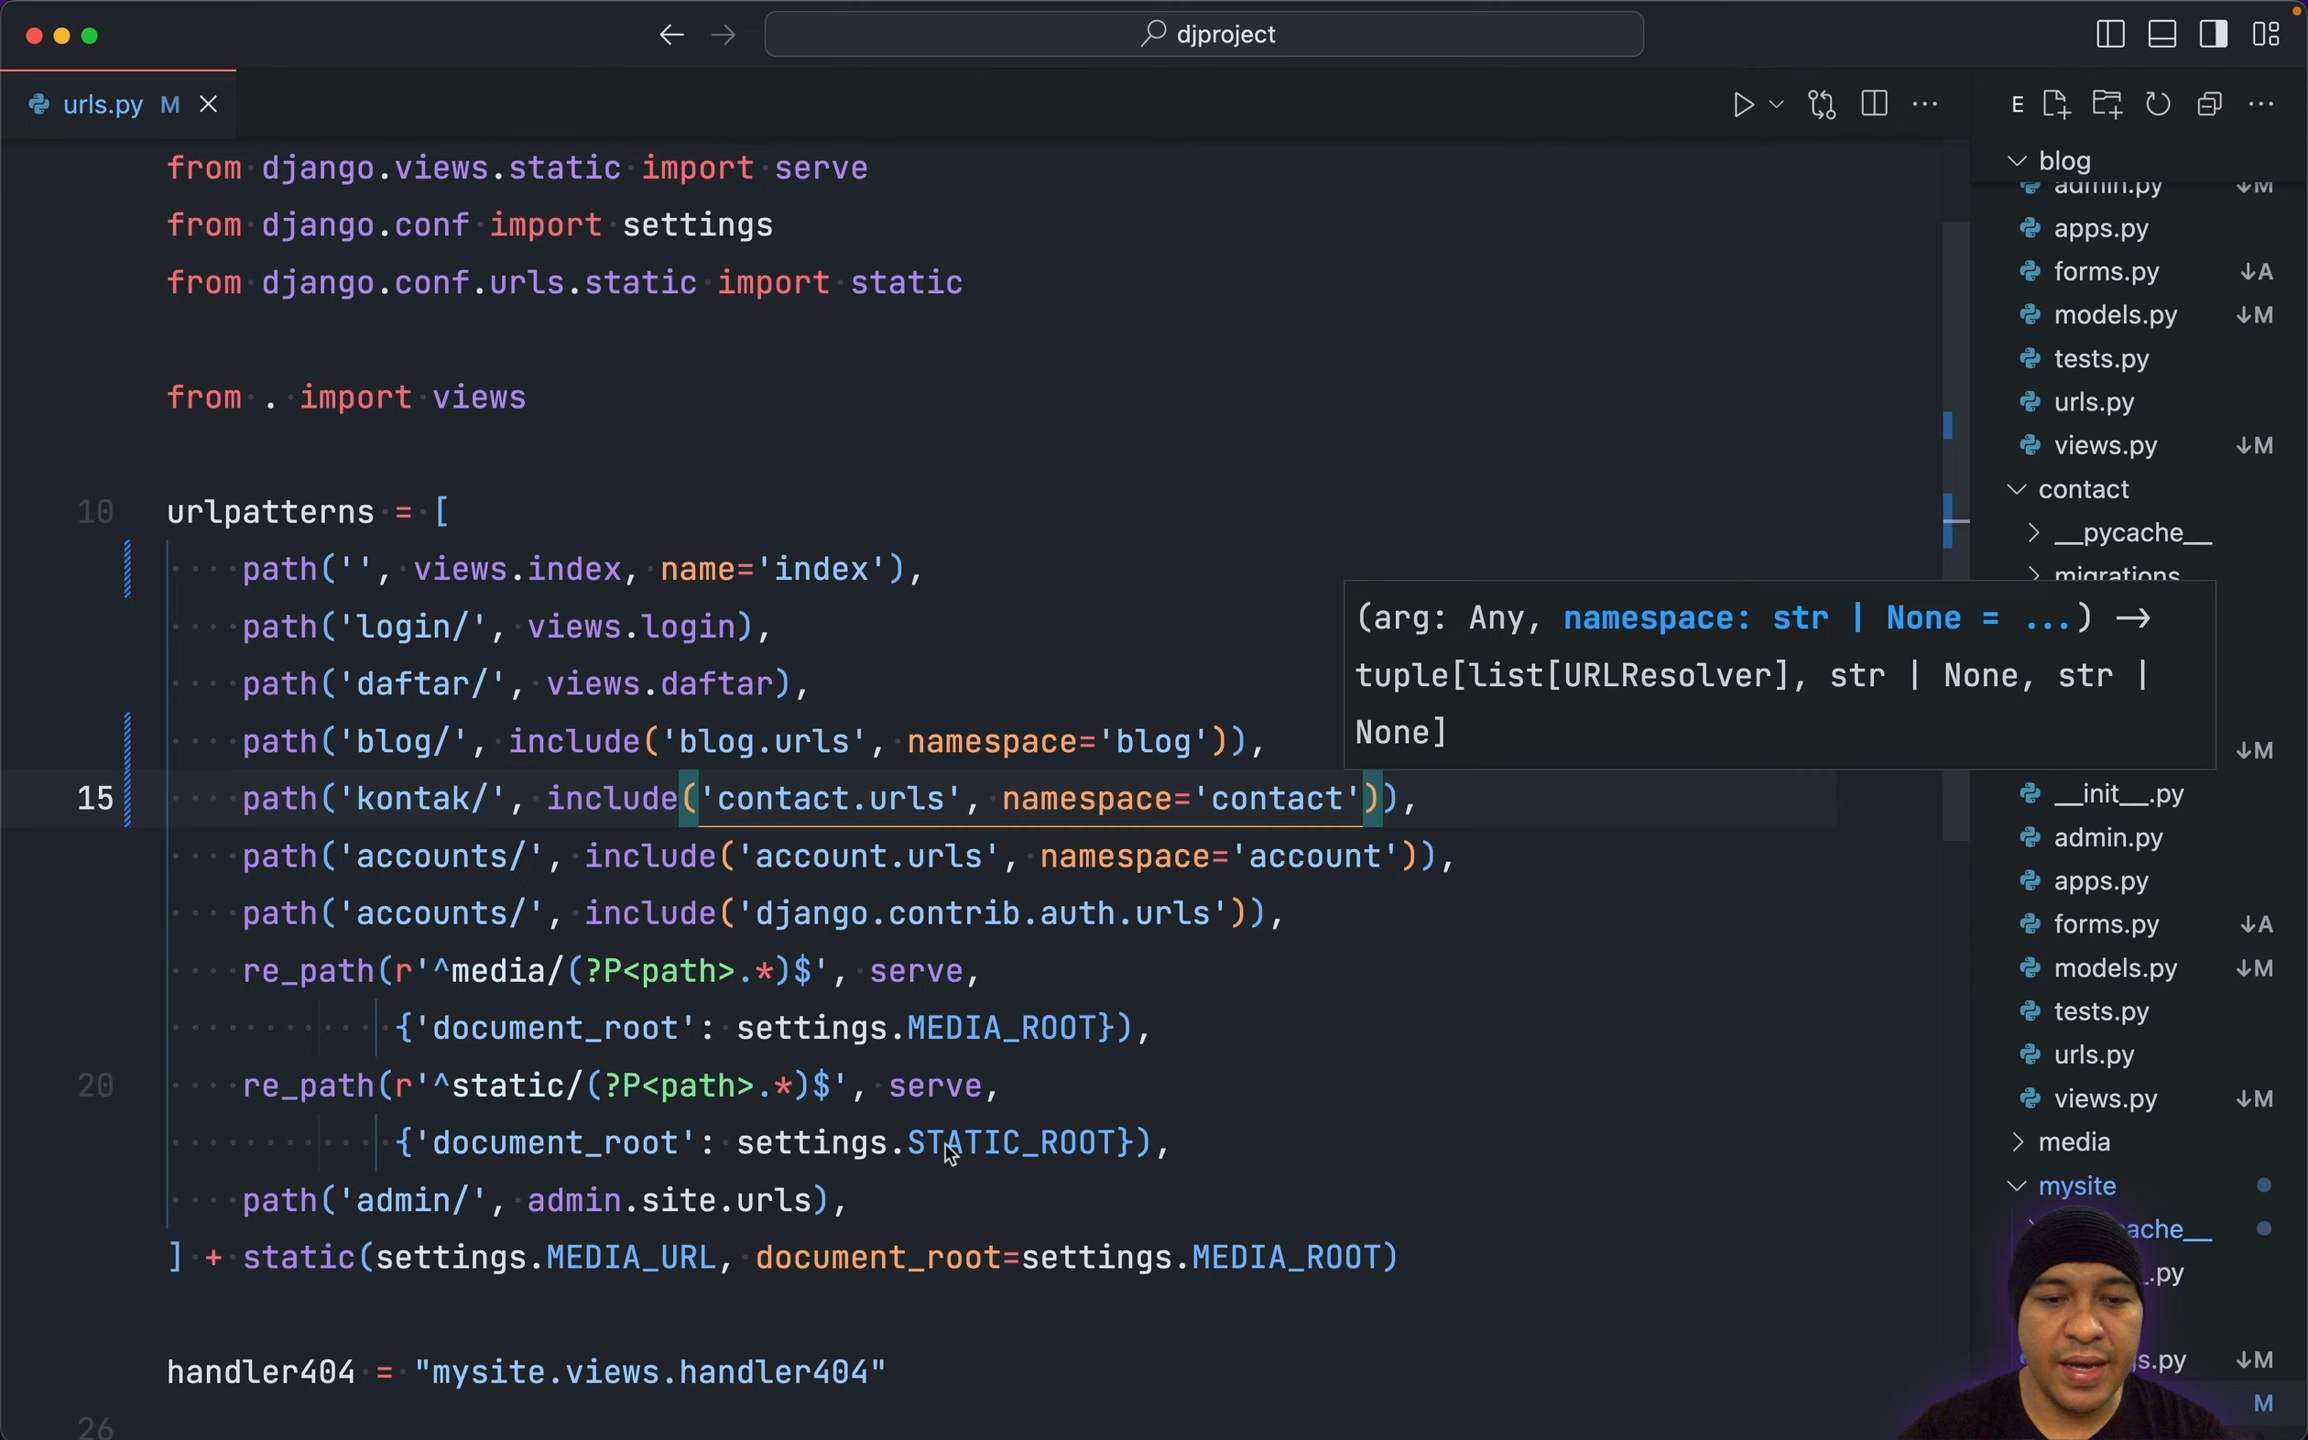 djproject
urls.py M
E
from django.views.static import serve
from django.conf import settings
from django.conf.urls.static import static
from . import views
10 urlpatterns = [
path('', views.index, name='index'),
path('login/', views.login),
path('daftar/', views.daftar),
path('blog/', include('blog.urls', namespace='blog')),
15 path('kontak/', include('contact.urls', namespace='contact')),
path('accounts/', include('account.urls', namespace='account')),
path('accounts/', include('django.contrib.auth.urls')),
re_path(r'^media/(?P<path>.*)$', serve,
{'document_root': settings.MEDIA_ROOT}),
20 re_path(r'^static/(?P<path>.*)$', serve,
{'document_root': settings.STATIC_ROOT}),
path('admin/', admin.site.urls),
] + static(settings.MEDIA_URL, document_root=settings.MEDIA_ROOT)
handler404 = "mysite.views.handler404"
26
(arg: Any, namespace: str | None = ...) →
tuple[list[URLResolver], str | None, str |
None]
blog
admin.py ↓M
apps.py
forms.py ↓A
models.py ↓M
tests.py
urls.py
views.py ↓M
contact
__pycache__
migrations
↓M
__init__.py
admin.py
apps.py
forms.py ↓A
models.py ↓M
tests.py
urls.py
views.py ↓M
media
mysite
ache__
.py
s.py ↓M
M